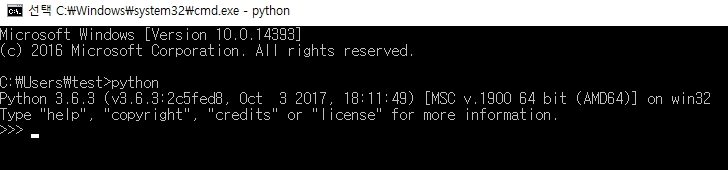 선택 C:₩Windows₩system32₩cmd.exe - python
Microsoft Windows [Version 10.0.14393]
(c) 2016 Microsoft Corporation. All rights reserved.
C:₩Users₩test>python
Python 3.6.3 (v3.6.3:2c5fed8, Oct  3 2017, 18:11:49) [MSC v.1900 64 bit (AMD64)] on win32
Type "help", "copyright", "credits" or "license" for more information.
>>>